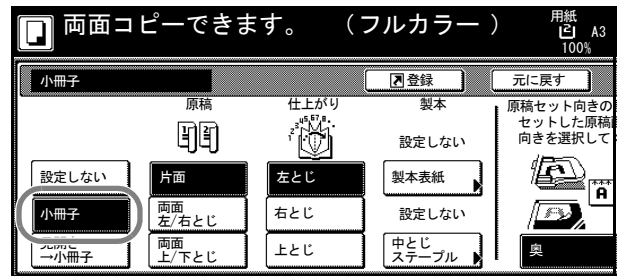 両面コピーできます。 （フルカラー ）
用紙
A3
100%
小冊子
登録
元に戻す
原稿
仕上がり
製本
原稿セット向きの
セットした原稿
向きを選択して
設定しない
設定しない
片面
左とじ
製本表紙
小冊子
両面
左/右とじ
右とじ
設定しない
→小冊子
両面
上/下とじ
上とじ
中とじ
ステープル
奥